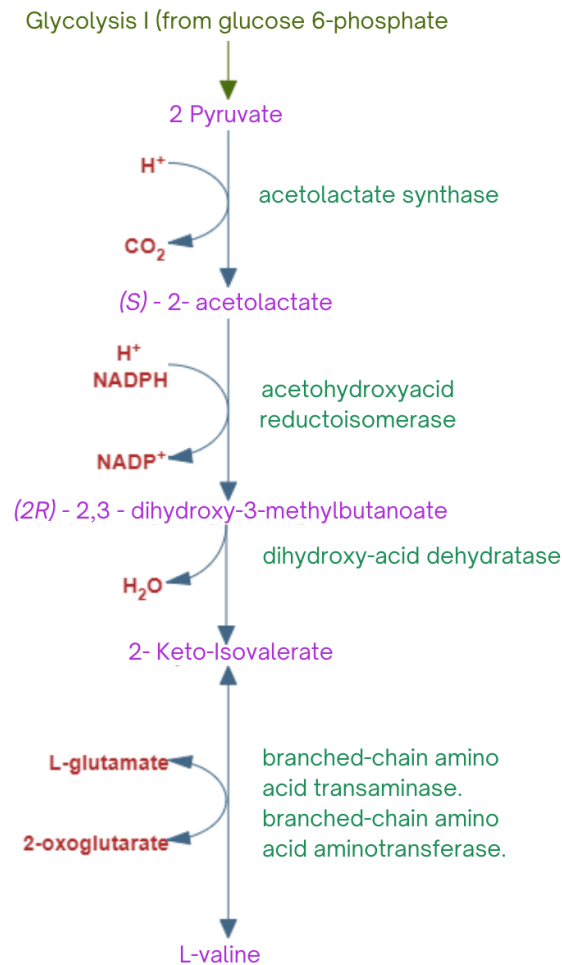 Glycolysis I (from glucose 6-phosphate
2 Pyruvate
H⁺
acetolactate synthase
CO₂
(S) - 2- acetolactate
H⁺
NADPH
acetohydroxyacid
reductoisomerase
NADP⁺
(2R) - 2,3 - dihydroxy-3-methylbutanoate
dihydroxy-acid dehydratase
H₂O
2- Keto-Isovalerate
L-glutamate
branched-chain amino
acid transaminase.
branched-chain amino
acid aminotransferase.
2-oxoglutarate
L-valine